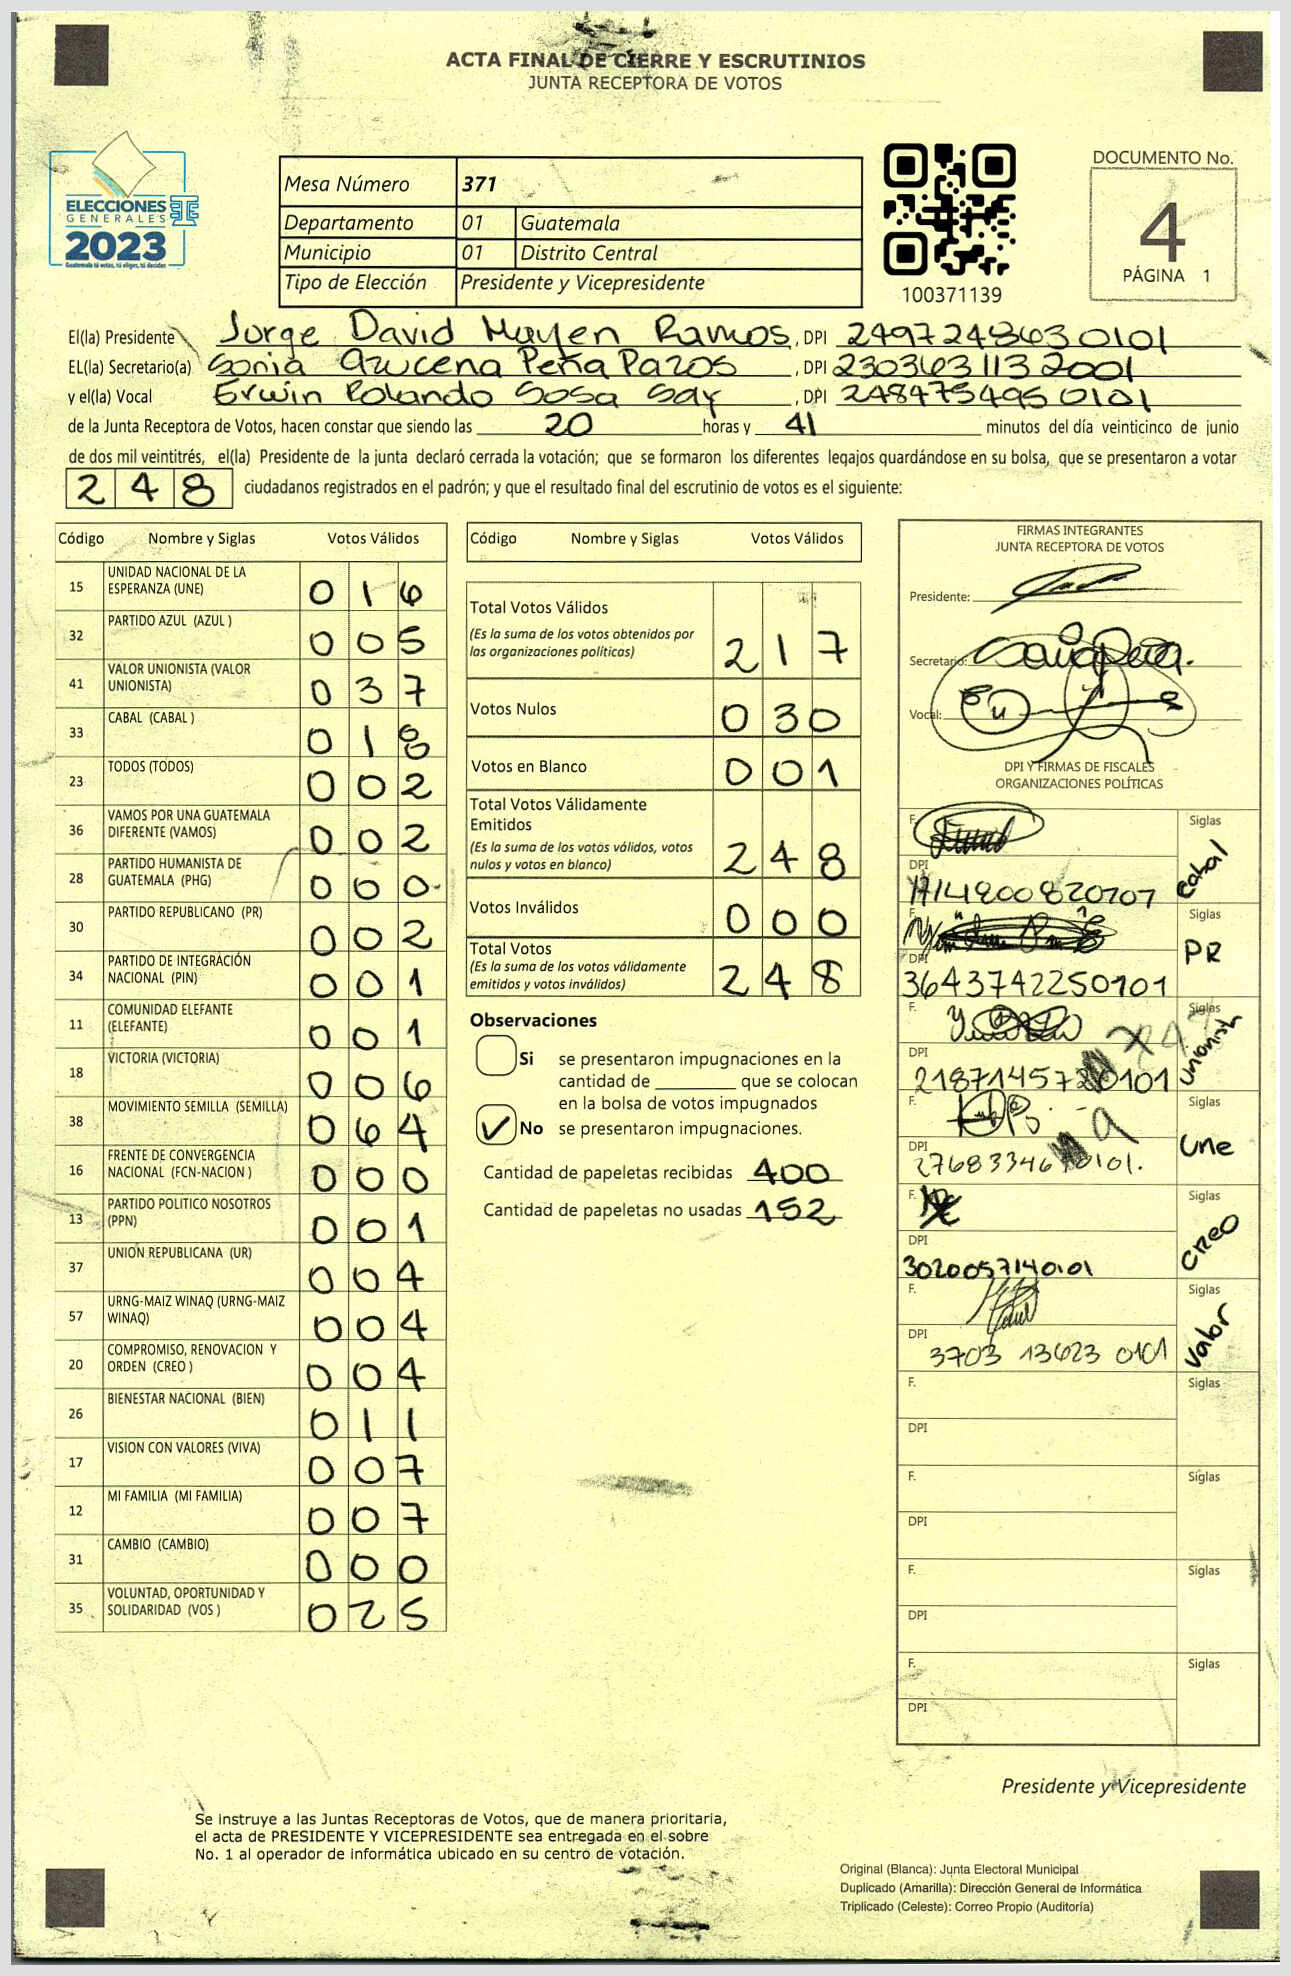 ACTA FINAL DE CIERRE Y ESCRUTINIOS
JUNTA RECEPTORA DE VOTOS
ELECCIONES
GENERALES
2023
Guatemala tú votas, tú eliges, tú decides
Mesa Número 371
Departamento 01 Guatemala
Municipio 01 Distrito Central
Tipo de Elección Presidente y Vicepresidente
100371139
DOCUMENTO No.
4
PÁGINA 1
El(la) Presidente Jorge David Mayen Ramos, DPI 2497248630101
EL(la) Secretario(a) Sonia Azucena Peña Pazos, DPI 2303631132001
y el(la) Vocal Erwin Rolando Sosa Say, DPI 2484754950101
de la Junta Receptora de Votos, hacen constar que siendo las 20 horas y 41 minutos del día veinticinco de junio
de dos mil veintitrés, el(la) Presidente de la junta declaró cerrada la votación; que se formaron los diferentes legajos quardándose en su bolsa, que se presentaron a votar
248 ciudadanos registrados en el padrón; y que el resultado final del escrutinio de votos es el siguiente:
Código Nombre y Siglas Votos Válidos
15 UNIDAD NACIONAL DE LA ESPERANZA (UNE) 016
32 PARTIDO AZUL (AZUL ) 005
41 VALOR UNIONISTA (VALOR UNIONISTA) 037
33 CABAL (CABAL ) 018
23 TODOS (TODOS) 002
36 VAMOS POR UNA GUATEMALA DIFERENTE (VAMOS) 002
28 PARTIDO HUMANISTA DE GUATEMALA (PHG) 000
30 PARTIDO REPUBLICANO (PR) 002
34 PARTIDO DE INTEGRACIÓN NACIONAL (PIN) 001
11 COMUNIDAD ELEFANTE (ELEFANTE) 001
18 VICTORIA (VICTORIA) 006
38 MOVIMIENTO SEMILLA (SEMILLA) 064
16 FRENTE DE CONVERGENCIA NACIONAL (FCN-NACION ) 000
13 PARTIDO POLITICO NOSOTROS (PPN) 001
37 UNION REPUBLICANA (UR) 004
57 URNG-MAIZ WINAQ (URNG-MAIZ WINAQ) 004
20 COMPROMISO, RENOVACION Y ORDEN (CREO ) 004
26 BIENESTAR NACIONAL (BIEN) 011
17 VISION CON VALORES (VIVA) 007
12 MI FAMILIA (MI FAMILIA) 007
31 CAMBIO (CAMBIO) 000
35 VOLUNTAD, OPORTUNIDAD Y SOLIDARIDAD (VOS ) 025
Código Nombre y Siglas Votos Válidos
Total Votos Válidos
(Es la suma de los votos obtenidos por
las organizaciones políticas) 217
Votos Nulos 030
Votos en Blanco 001
Total Votos Válidamente
Emitidos
(Es la suma de los votos válidos, votos
nulos y votos en blanco) 248
Votos Inválidos 000
Total Votos
(Es la suma de los votos válidamente
emitidos y votos inválidos) 248
Observaciones
Si se presentaron impugnaciones en la
cantidad de ________ que se colocan
en la bolsa de votos impugnados
No se presentaron impugnaciones.
Cantidad de papeletas recibidas 400
Cantidad de papeletas no usadas 152
FIRMAS INTEGRANTES
JUNTA RECEPTORA DE VOTOS
Presidente:
Secretario:
Vocal:
DPI Y FIRMAS DE FISCALES
ORGANIZACIONES POLÍTICAS
F. Siglas
DPI Cabal
F. Siglas
DPI PR
3643742250101
F. Siglas
DPI Unionista
F. Siglas
DPI Une
F. Siglas
DPI Creo
3020057140101
F. Siglas
DPI Valor
3703 13623 0101
F. Siglas
DPI
F. Siglas
DPI
F. Siglas
DPI
F. Siglas
DPI
Presidente y Vicepresidente
Se instruye a las Juntas Receptoras de Votos, que de manera prioritaria,
el acta de PRESIDENTE Y VICEPRESIDENTE sea entregada en el sobre
No. 1 al operador de informática ubicado en su centro de votación.
Original (Blanca): Junta Electoral Municipal
Duplicado (Amarilla): Dirección General de Informática
Triplicado (Celeste): Correo Propio (Auditoría)